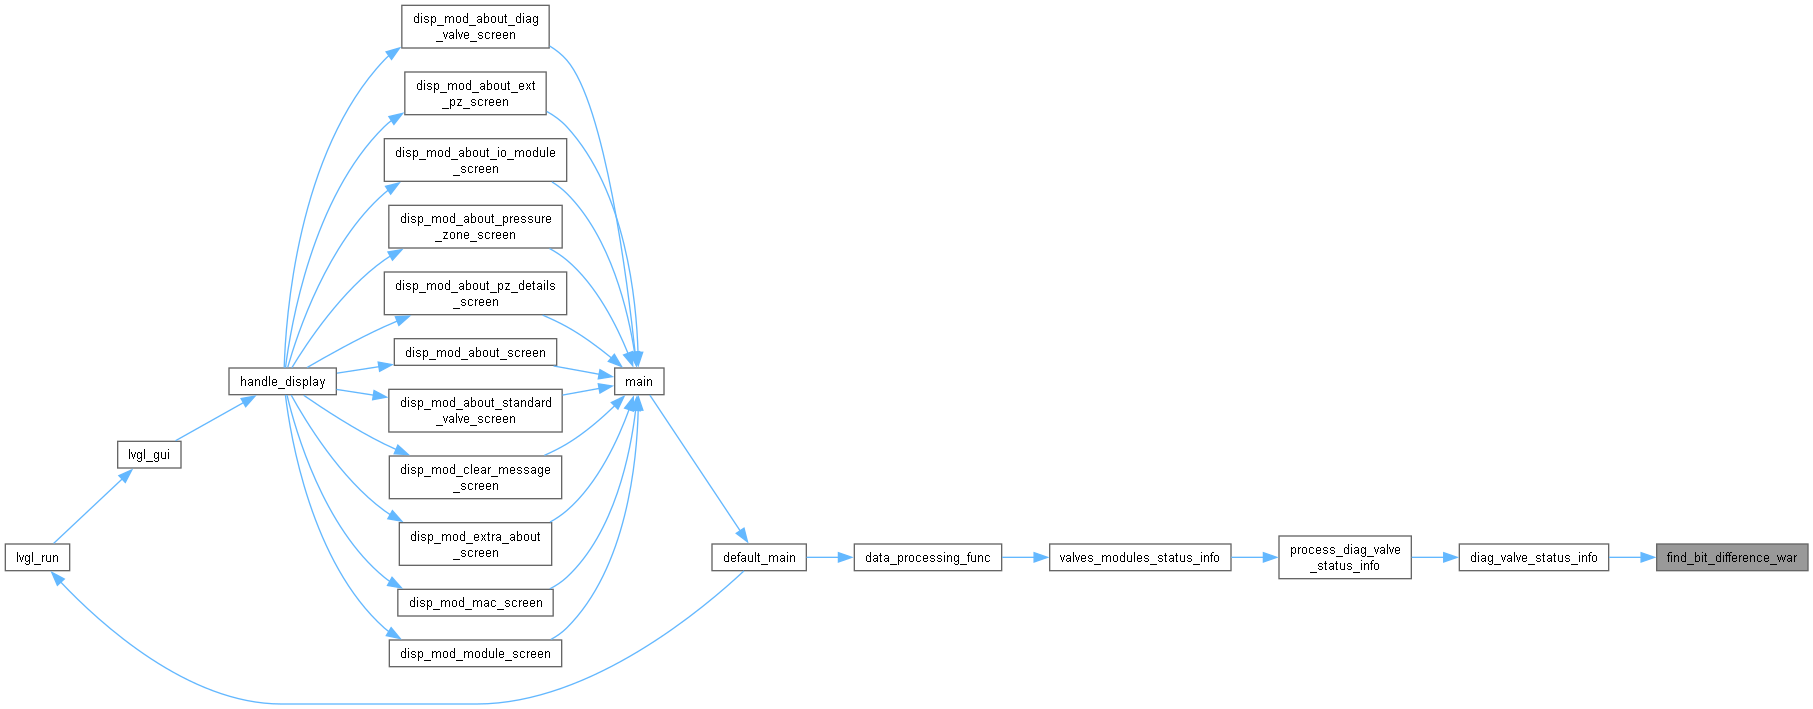 disp_mod_about_diag
_valve_screen
disp_mod_about_ext
_pz_screen
disp_mod_about_io_module
_screen
disp_mod_about_pressure
_zone_screen
disp_mod_about_pz_details
_screen
disp_mod_about_screen
handle_display
main
disp_mod_about_standard
_valve_screen
lvgl_gui
disp_mod_clear_message
_screen
disp_mod_extra_about
_screen
lvgl_run
default_main
data_processing_func
valves_modules_status_info
process_diag_valve
_status_info
diag_valve_status_info
find_bit_difference_war
disp_mod_mac_screen
disp_mod_module_screen